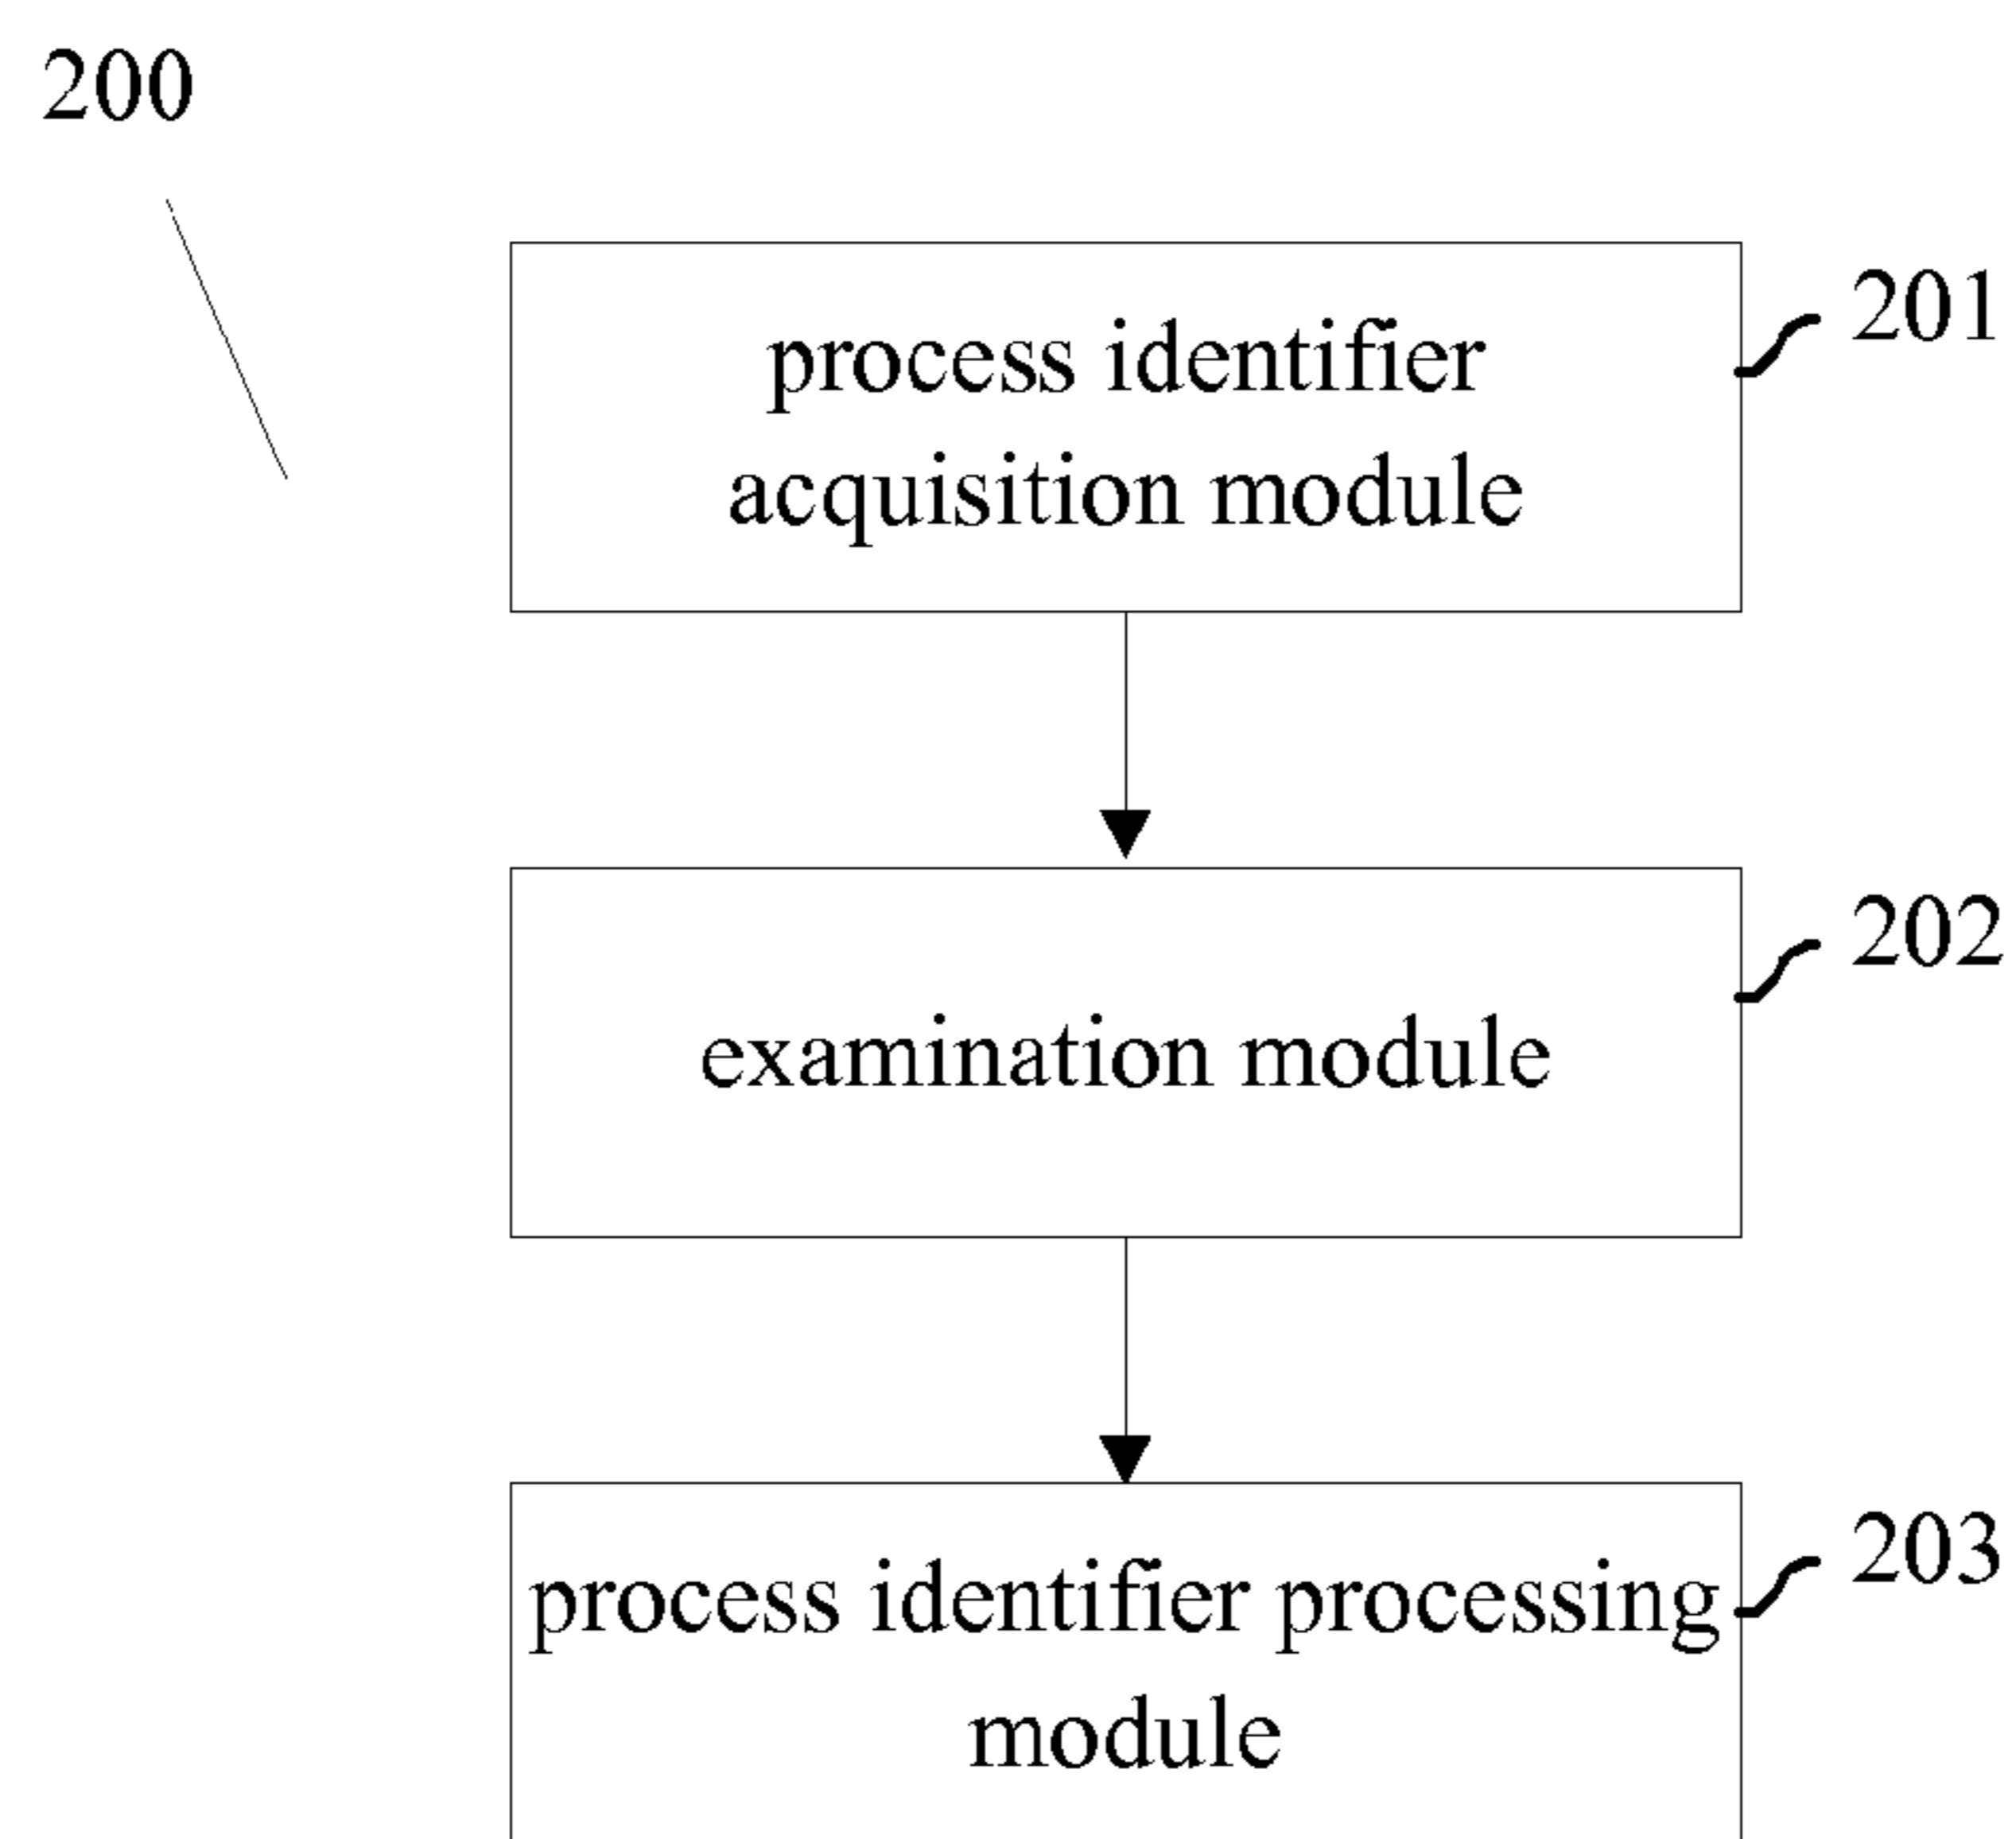 200
process identifier
acquisition module
201
examination module
202
process identifier processing
module
203